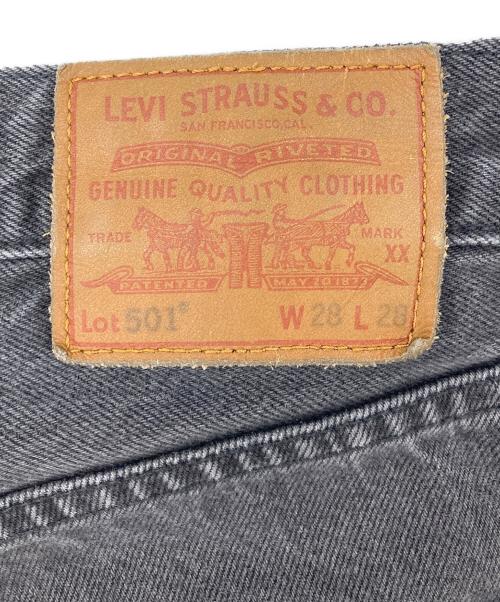 LEVI STRAUSS & CO.
SAN FRANCISCO, CAL.
ORIGINAL RIVETED
GENUINE QUALITY CLOTHING
TRADE MARK
XX
PATENTED MAY 20 1873
Lot 501® W 28 L 28